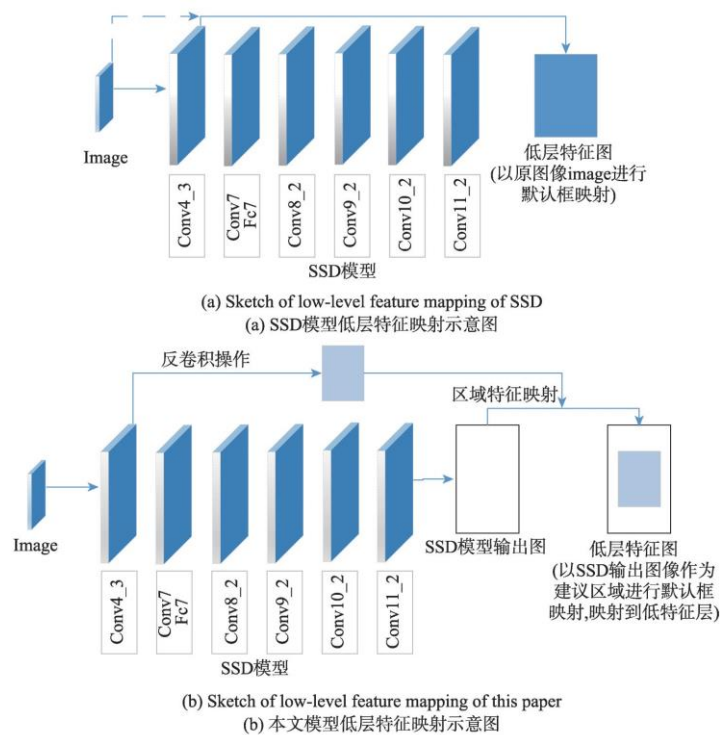 Image
Conv4_3
Conv7
Fc7
Conv8_2
Conv9_2
Conv10_2
Conv11_2
SSD模型
低层特征图
(以原图像image进行
默认框映射)
(a) Sketch of low-level feature mapping of SSD
(a) SSD模型低层特征映射示意图
反卷积操作
区域特征映射
Image
Conv4_3
Conv7
Fc7
Conv8_2
Conv9_2
Conv10_2
Conv11_2
SSD模型
SSD模型输出图
低层特征图
(以SSD输出图像作为
建议区域进行默认框
映射,映射到低特征层)
(b) Sketch of low-level feature mapping of this paper
(b) 本文模型低层特征映射示意图